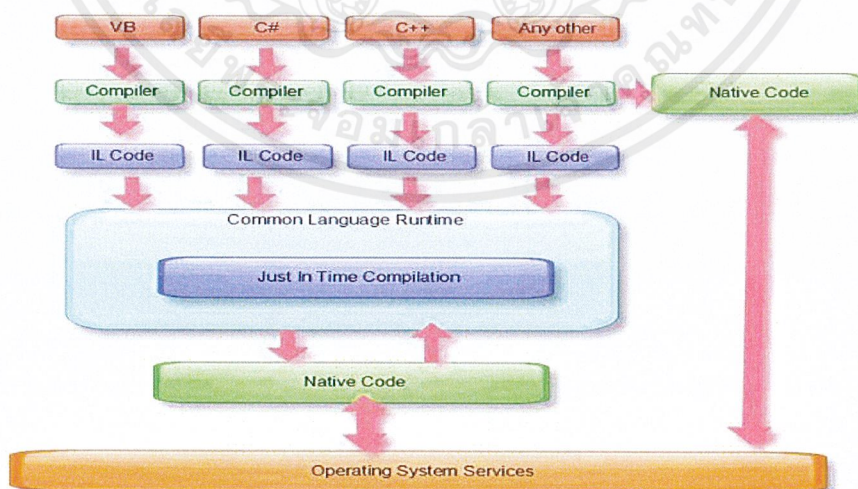 VB C# C++ Any other
Compiler Compiler Compiler Compiler Native Code
IL Code IL Code IL Code IL Code
Common Language Runtime
Just In Time Compilation
Native Code
Operating System Services